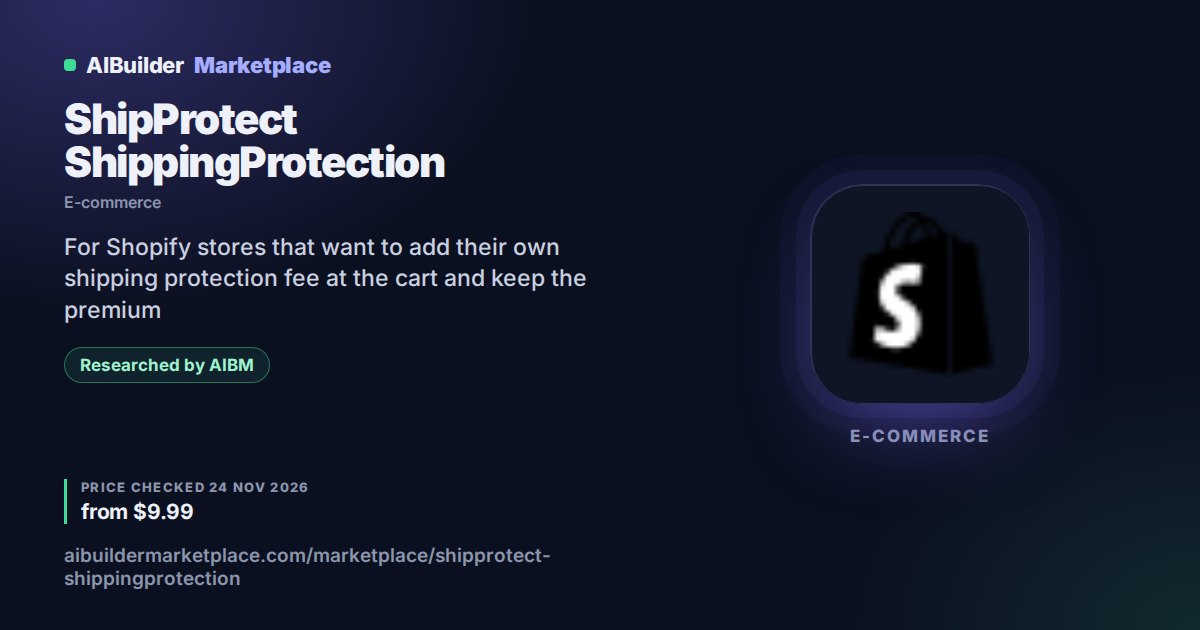 AIBuilder Marketplace
ShipProtect
ShippingProtection
E-commerce
For Shopify stores that want to add their own
shipping protection fee at the cart and keep the
premium
Researched by AIBM
S
E-COMMERCE
PRICE CHECKED 24 NOV 2026
from $9.99
aibuildermarketplace.com/marketplace/shipprotect-
shippingprotection